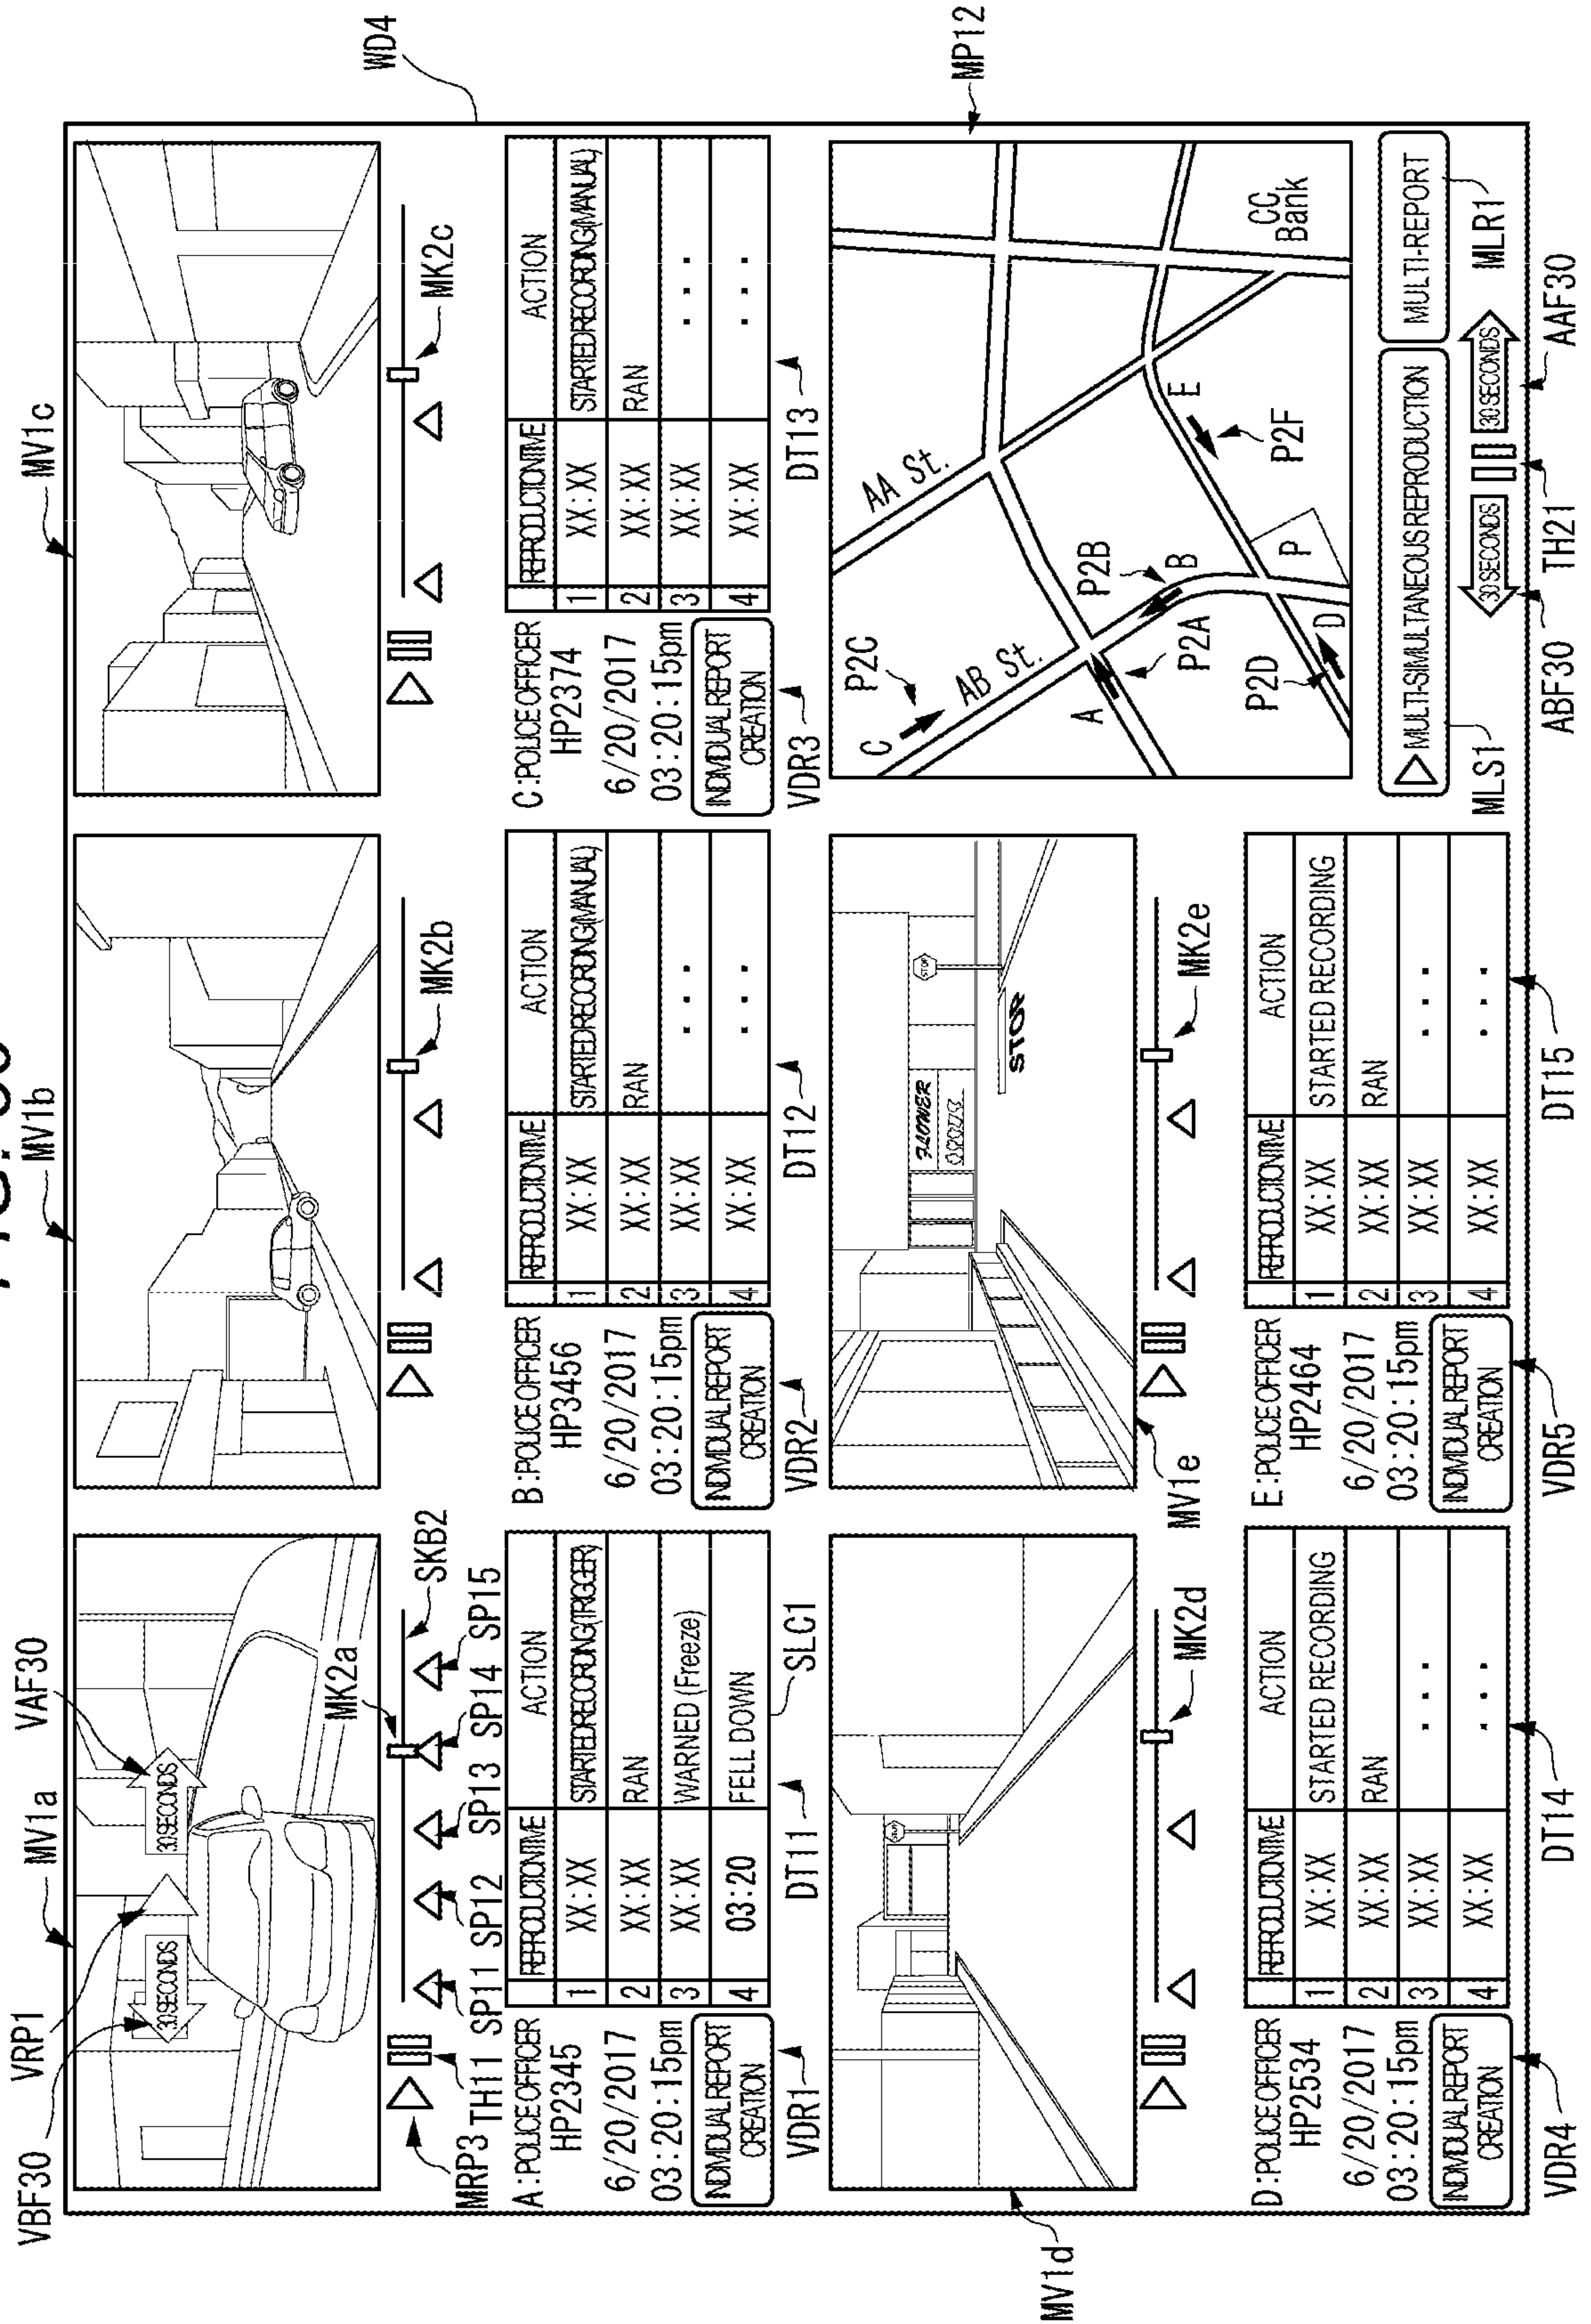 MV1a
MV1b
MV1c
VBF30
VRP1
VAF30
WD4
30 SECONDS
30 SECONDS
MK2a
SKB2
MK2b
MK2c
MRP3 TH11 SP11 SP12 SP13 SP14 SP15
A:POLICE OFFICER
HP2345
6/20/2017
03:20:15pm
INDIVIDUAL REPORT
CREATION
VDR1
REPRODUCTION TIME ACTION
1 XX:XX STARTED RECORDING (TRIGGER)
2 XX:XX RAN
3 XX:XX WARNED (Freeze)
4 03:20 FELL DOWN
DT11
SLC1
B:POLICE OFFICER
HP3456
6/20/2017
03:20:15pm
INDIVIDUAL REPORT
CREATION
VDR2
REPRODUCTION TIME ACTION
1 XX:XX STARTED RECORDING (MANUAL)
2 XX:XX RAN
3 XX:XX ...
4 XX:XX ...
DT12
C:POLICE OFFICER
HP2374
6/20/2017
03:20:15pm
INDIVIDUAL REPORT
CREATION
VDR3
REPRODUCTION TIME ACTION
1 XX:XX STARTED RECORDING (MANUAL)
2 XX:XX RAN
3 XX:XX ...
4 XX:XX ...
DT13
MV1d
MK2d
D:POLICE OFFICER
HP2534
6/20/2017
03:20:15pm
INDIVIDUAL REPORT
CREATION
VDR4
REPRODUCTION TIME ACTION
1 XX:XX STARTED RECORDING
2 XX:XX RAN
3 XX:XX ...
4 XX:XX ...
DT14
FLOWER
STOP
STOP
MV1e
MK2e
E:POLICE OFFICER
HP2464
6/20/2017
03:20:15pm
INDIVIDUAL REPORT
CREATION
VDR5
REPRODUCTION TIME ACTION
1 XX:XX STARTED RECORDING
2 XX:XX RAN
3 XX:XX ...
4 XX:XX ...
DT15
MP12
C
P2C
AA St.
AB St.
P2B
B
A
P2A
P2D
D
P
E
P2F
CC
Bank
MULTI-SIMULTANEOUS REPRODUCTION
MULTI-REPORT
MLS1
30 SECONDS
30 SECONDS
MLR1
ABF30
TH21
AAF30